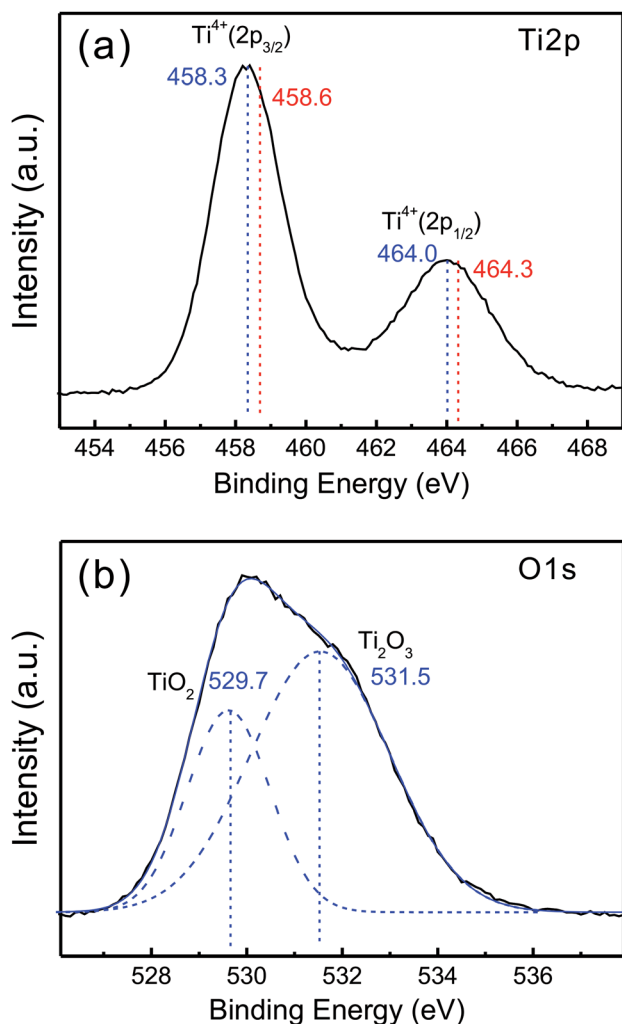 (a)
Ti⁴⁺(2p₃/₂)
Ti2p
458.3
458.6
Ti⁴⁺(2p₁/₂)
464.0
464.3
Intensity (a.u.)
454 456 458 460 462 464 466 468
Binding Energy (eV)
(b)
O1s
TiO₂
529.7
Ti₂O₃
531.5
Intensity (a.u.)
528 530 532 534 536
Binding Energy (eV)